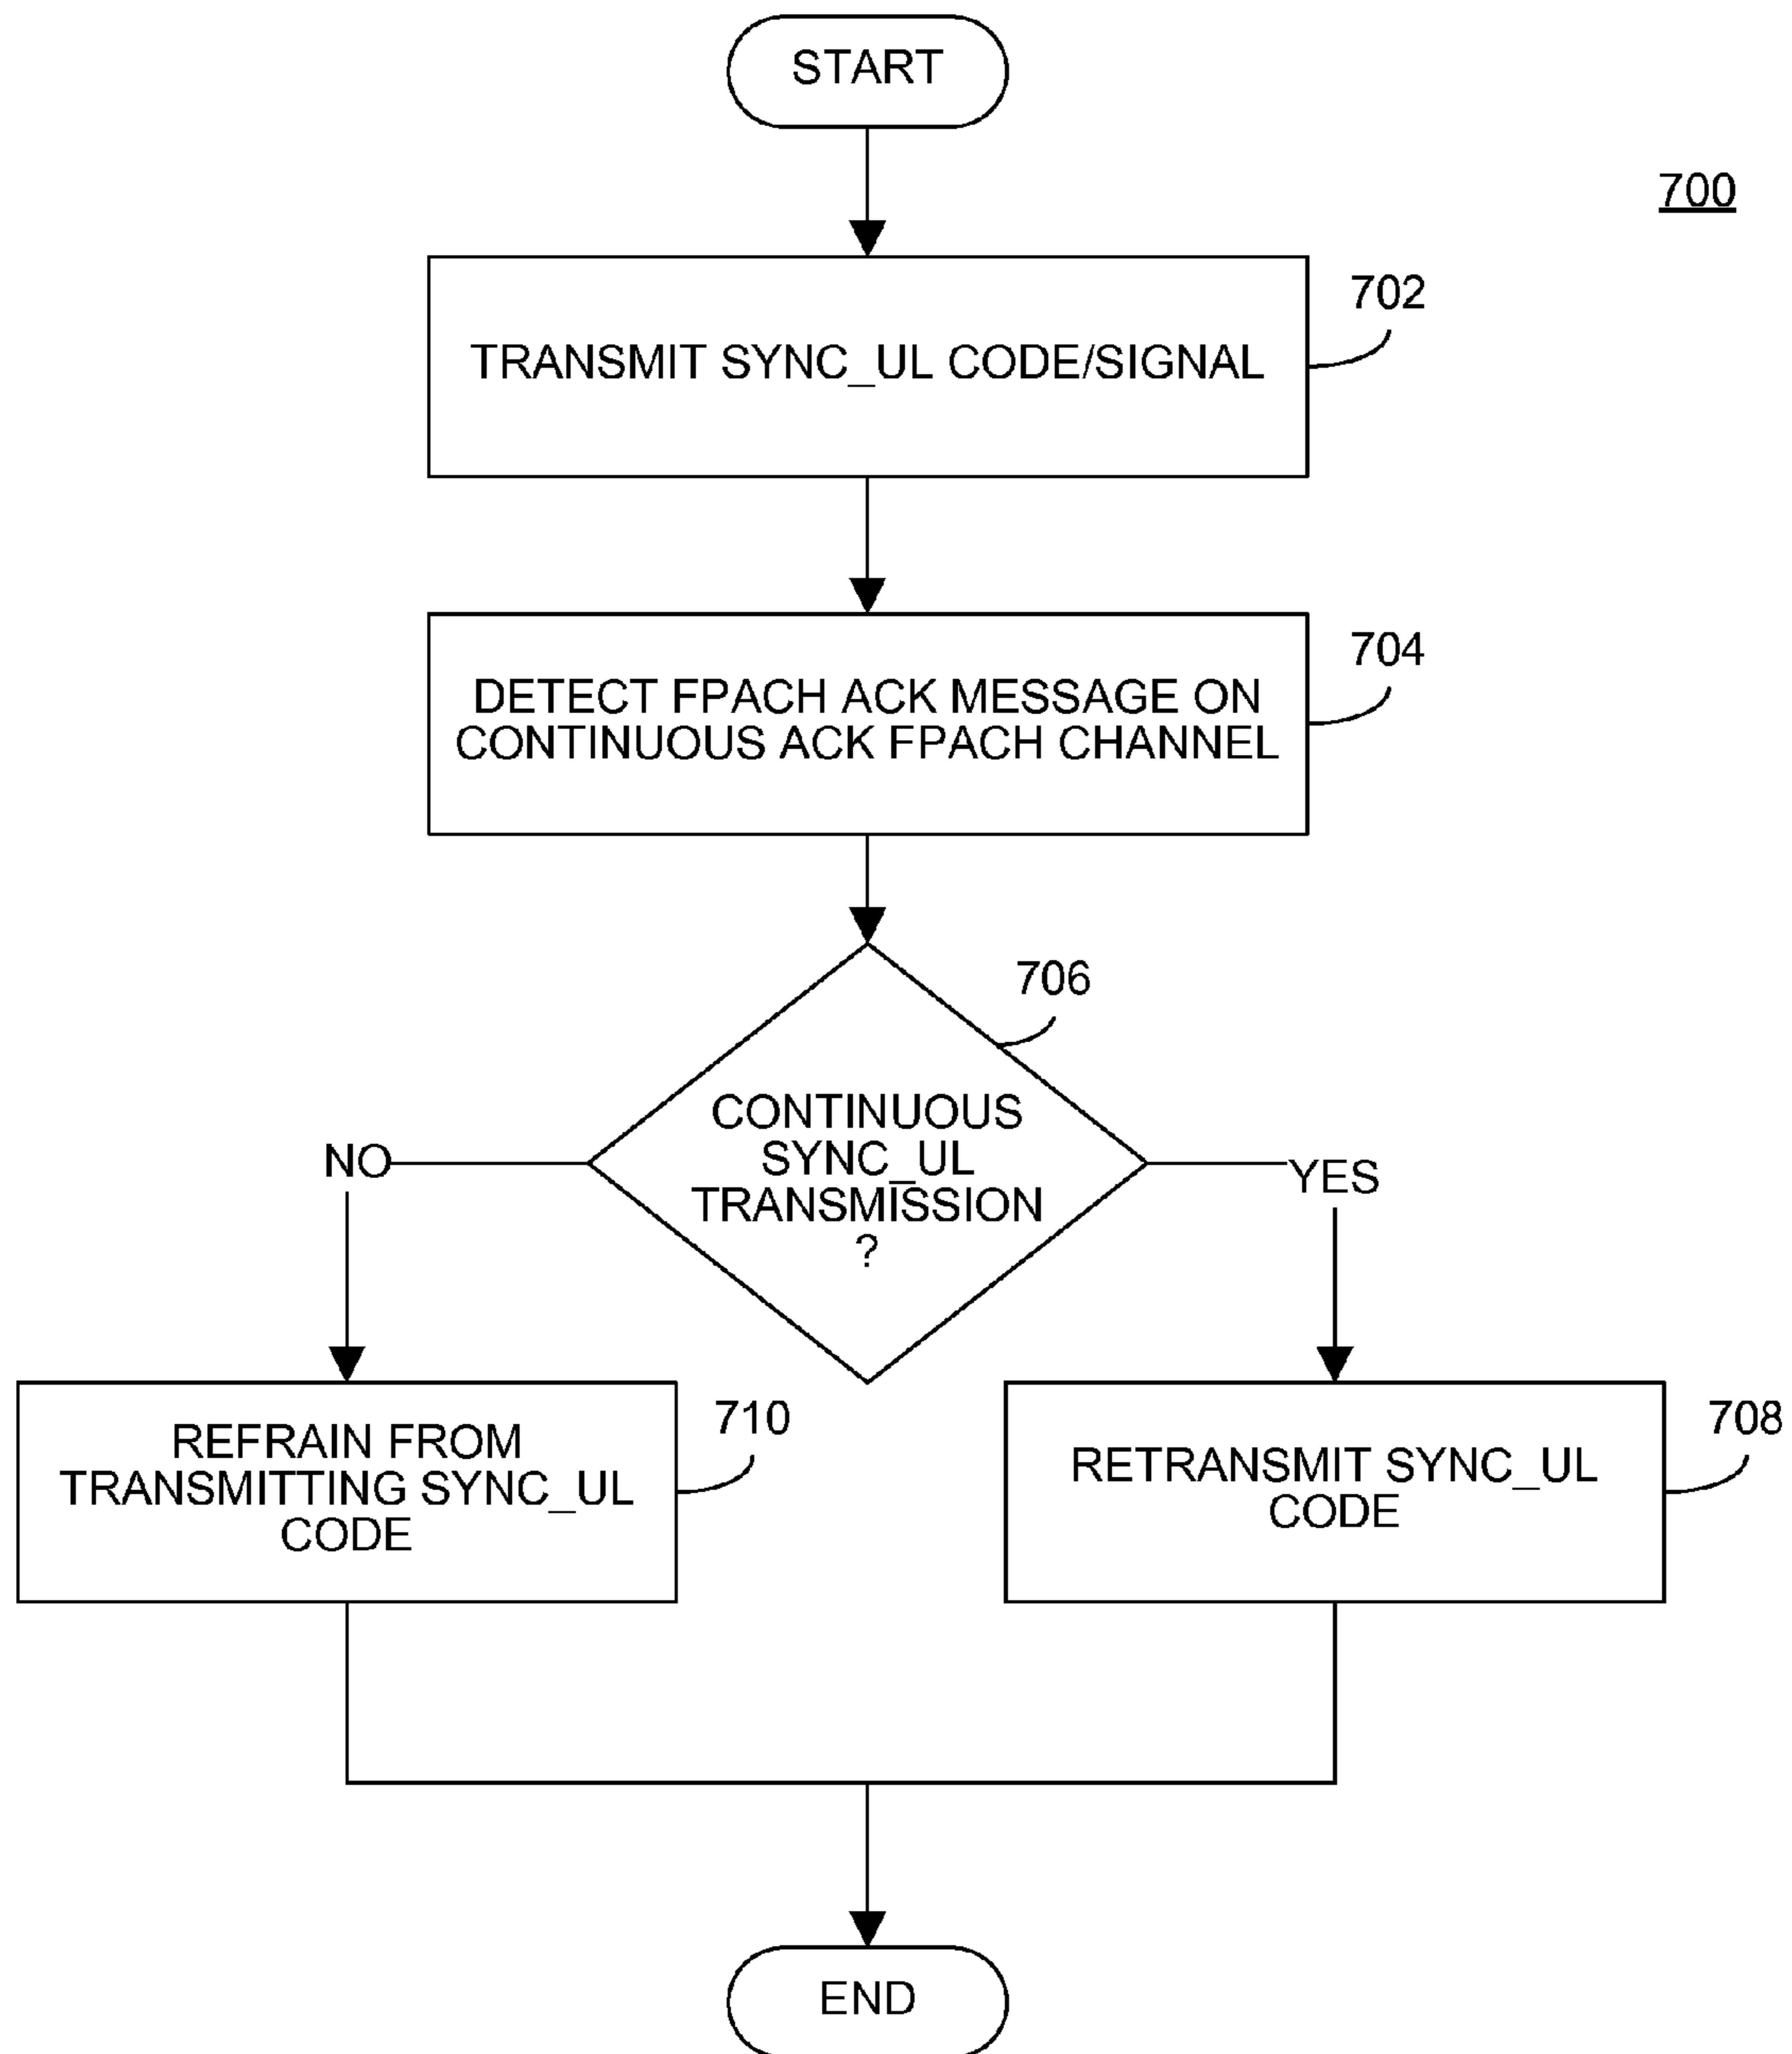 START
700
702
TRANSMIT SYNC_UL CODE/SIGNAL
704
DETECT FPACH ACK MESSAGE ON
CONTINUOUS ACK FPACH CHANNEL
706
CONTINUOUS
SYNC_UL
TRANSMISSION
?
NO
YES
710
REFRAIN FROM
TRANSMITTING SYNC_UL
CODE
708
RETRANSMIT SYNC_UL
CODE
END